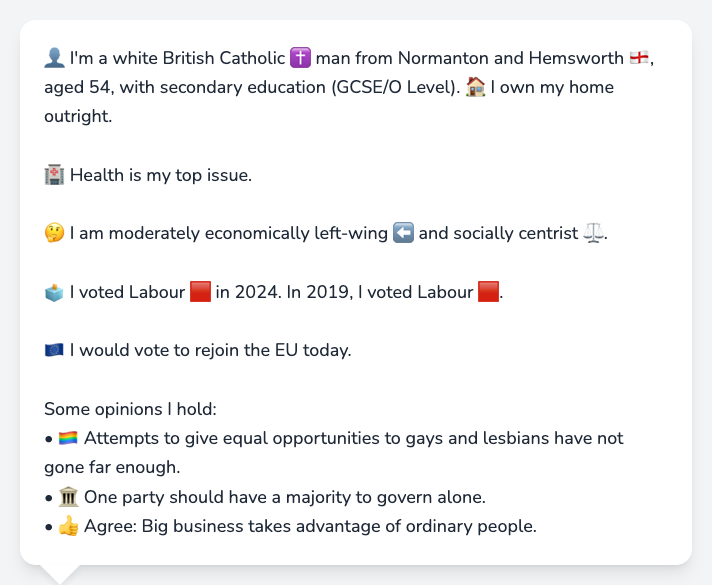 👤 I'm a white British Catholic ✝️ man from Normanton and Hemsworth 🏴󠁧󠁢󠁥󠁮󠁧󠁿,
aged 54, with secondary education (GCSE/O Level). 🏠 I own my home
outright.
🏥 Health is my top issue.
🤔 I am moderately economically left-wing ⬅️ and socially centrist ⚖️.
🗳️ I voted Labour 🟥 in 2024. In 2019, I voted Labour 🟥.
🇪🇺 I would vote to rejoin the EU today.
Some opinions I hold:
• 🏳️‍🌈 Attempts to give equal opportunities to gays and lesbians have not
gone far enough.
• 🏛️ One party should have a majority to govern alone.
• 👍 Agree: Big business takes advantage of ordinary people.